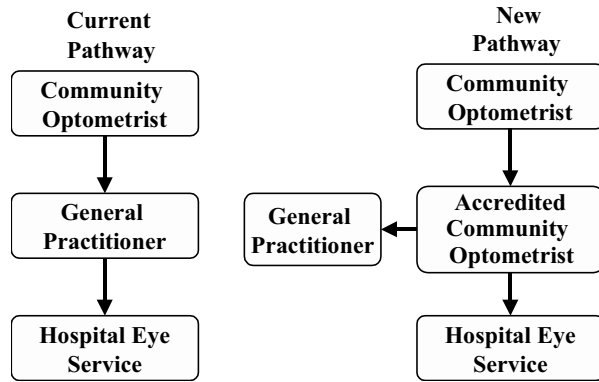 Current
Pathway
Community
Optometrist
General
Practitioner
Hospital Eye
Service
New
Pathway
Community
Optometrist
General
Practitioner
Accredited
Community
Optometrist
Hospital Eye
Service